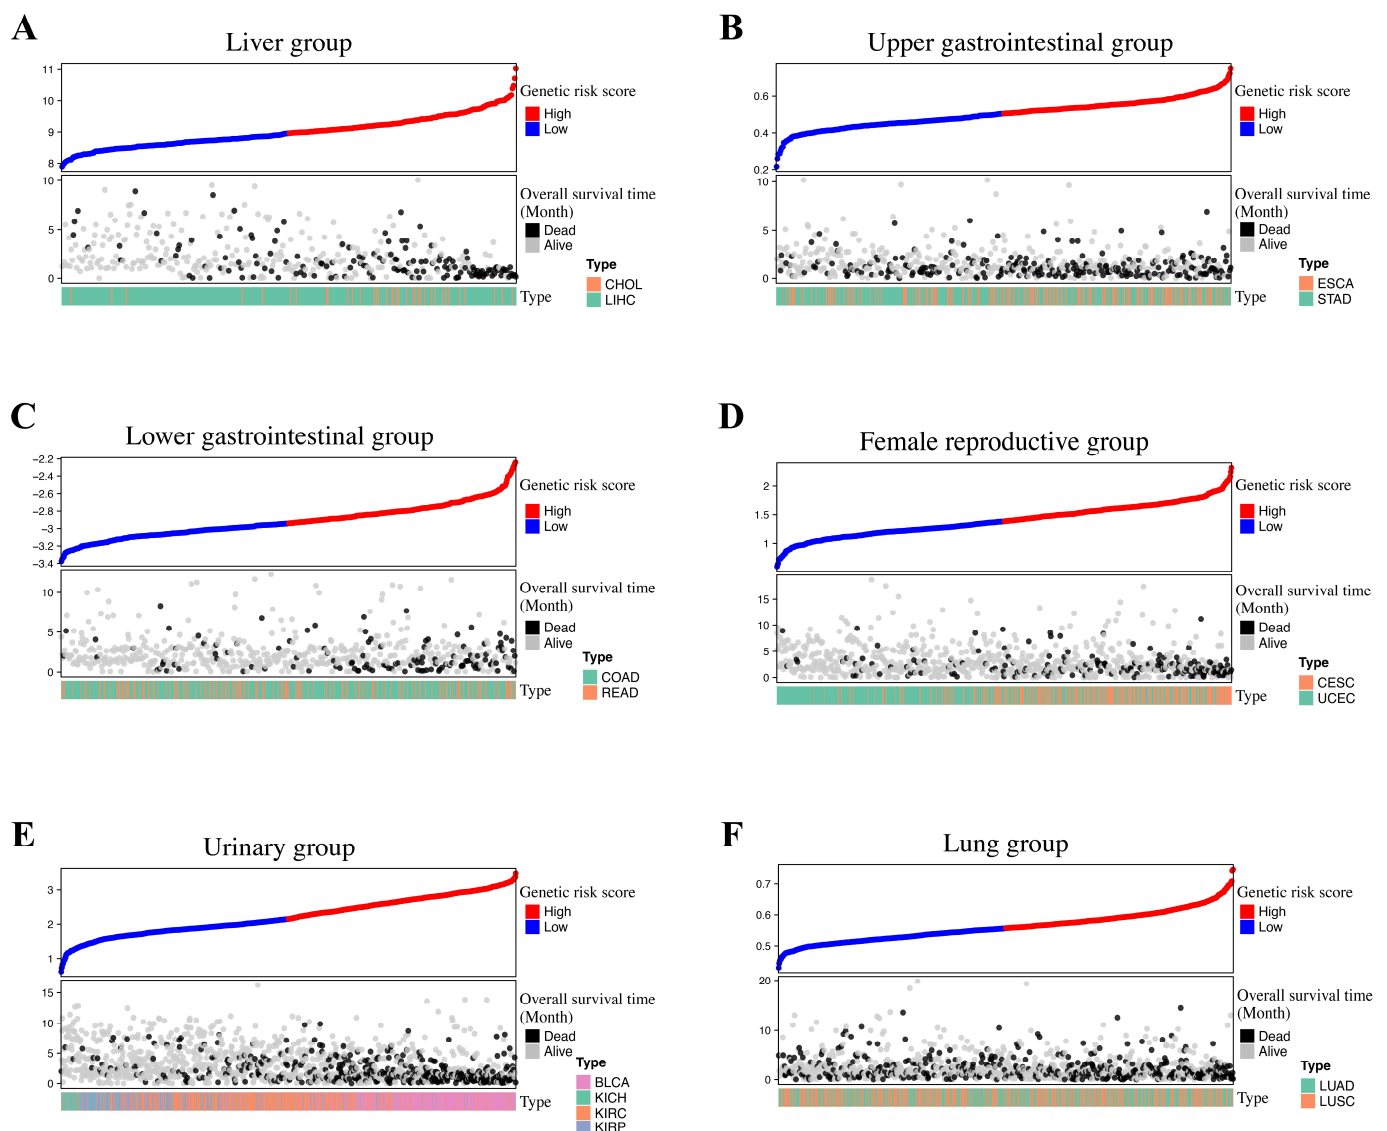 A
Liver group
11
10
9
8
Genetic risk score
High
Low
10
5
0
Overall survival time
(Month)
Dead
Alive
Type
Type
CHOL
LIHC
B
Upper gastrointestinal group
0.6
0.4
0.2
Genetic risk score
High
Low
10
5
0
Overall survival time
(Month)
Dead
Alive
Type
Type
ESCA
STAD
C
Lower gastrointestinal group
−2.2
−2.4
−2.6
−2.8
−3
−3.2
−3.4
Genetic risk score
High
Low
10
5
0
Overall survival time
(Month)
Dead
Alive
Type
Type
COAD
READ
D
Female reproductive group
2
1.5
1
Genetic risk score
High
Low
15
10
5
0
Overall survival time
(Month)
Dead
Alive
Type
Type
CESC
UCEC
E
Urinary group
3
2
1
Genetic risk score
High
Low
15
10
5
0
Overall survival time
(Month)
Dead
Alive
Type
Type
BLCA
KICH
KIRC
KIRP
F
Lung group
0.7
0.6
0.5
Genetic risk score
High
Low
20
10
0
Overall survival time
(Month)
Dead
Alive
Type
Type
LUAD
LUSC